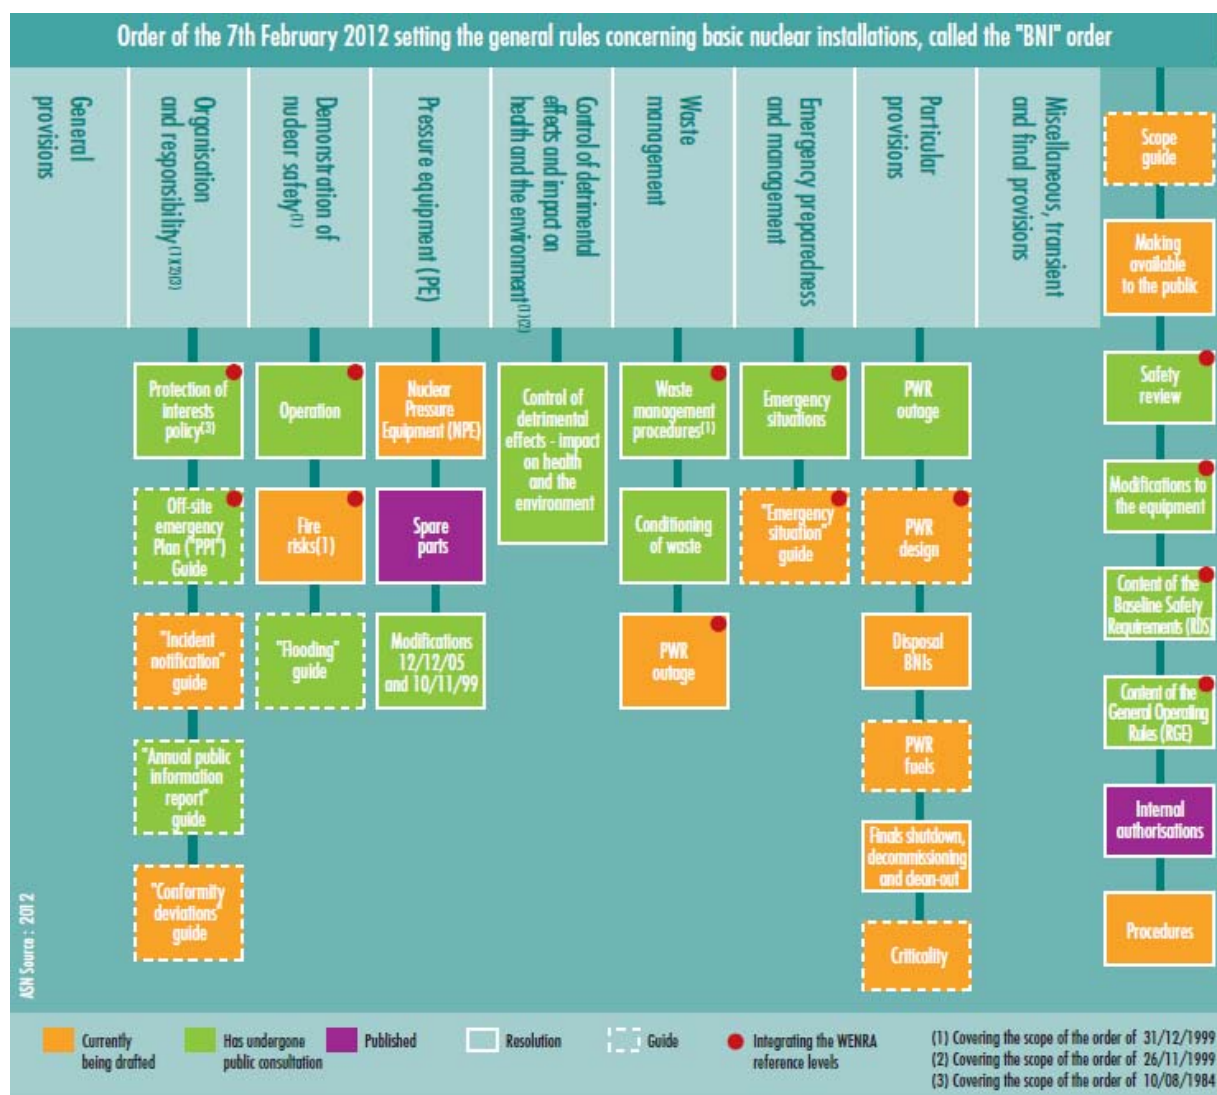 Order of the 7th February 2012 setting the general rules concerning basic nuclear installations, called the "BNI" order
General
provisions
Organisation
and responsibility(1)(2)(3)
Demonstration of
nuclear safety(1)
Pressure equipment (PE)
Control of detrimental
effects and impact on
health and the environment(1)(2)
Waste
management
Emergency preparedness
and management
Particular
provisions
Miscellaneous, transient
and final provisions
Protection of
interests
policy(3)
Off-site
emergency
Plan ("PPI")
Guide
"Incident
notification"
guide
"Annual public
information
report"
guide
"Conformity
deviations"
guide
Operation
Fire
risks(1)
"Flooding"
guide
Nuclear
Pressure
Equipment (NPE)
Spare
parts
Modifications
12/12/05
and 10/11/99
Control of
detrimental
effects - impact
on health
and the
environment
Waste
management
procedures(1)
Conditioning
of waste
PWR
outage
Emergency
situations
"Emergency
situation"
guide
PWR
outage
PWR
design
Disposal
BNIs
PWR
fuels
Finals shutdown,
decommissioning
and clean-out
Criticality
Scope
guide
Making
available
to the public
Safety
review
Modifications to
the equipment
Content of the
Baseline Safety
Requirements (RDS)
Content of the
General Operating
Rules (RGE)
Internal
authorisations
Procedures
ASN Source : 2012
Currently
being drafted
Has undergone
public consultation
Published
Resolution
Guide
Integrating the WENRA
reference levels
(1) Covering the scope of the order of 31/12/1999
(2) Covering the scope of the order of 26/11/1999
(3) Covering the scope of the order of 10/08/1984